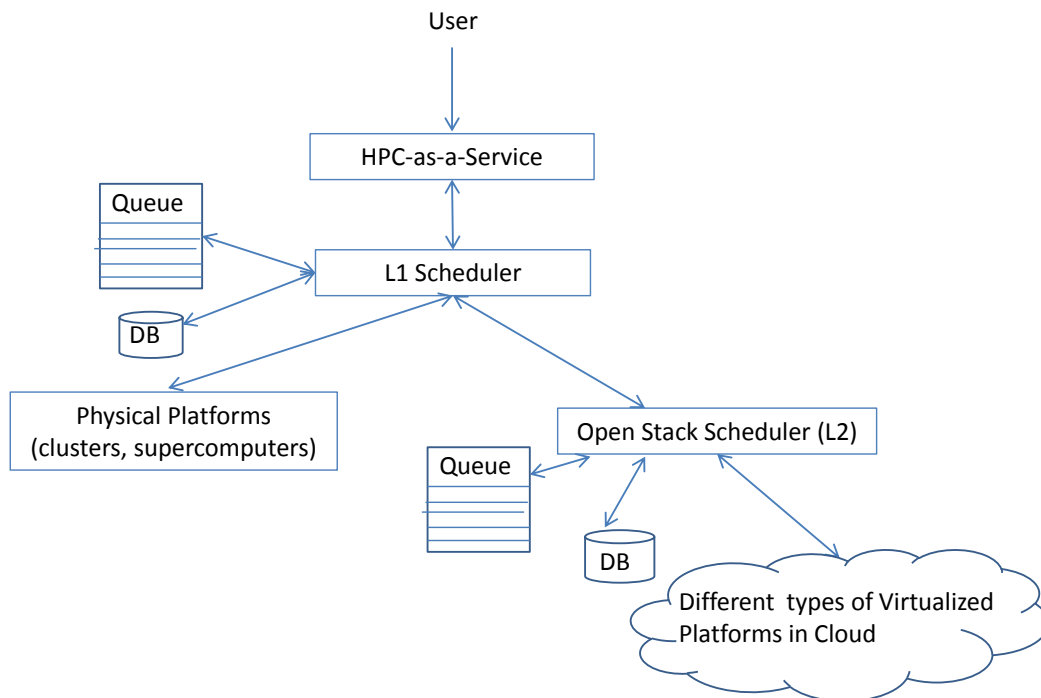 User
HPC-as-a-Service
Queue
L1 Scheduler
DB
Physical Platforms
(clusters, supercomputers)
Open Stack Scheduler (L2)
Queue
DB
Different types of Virtualized
Platforms in Cloud